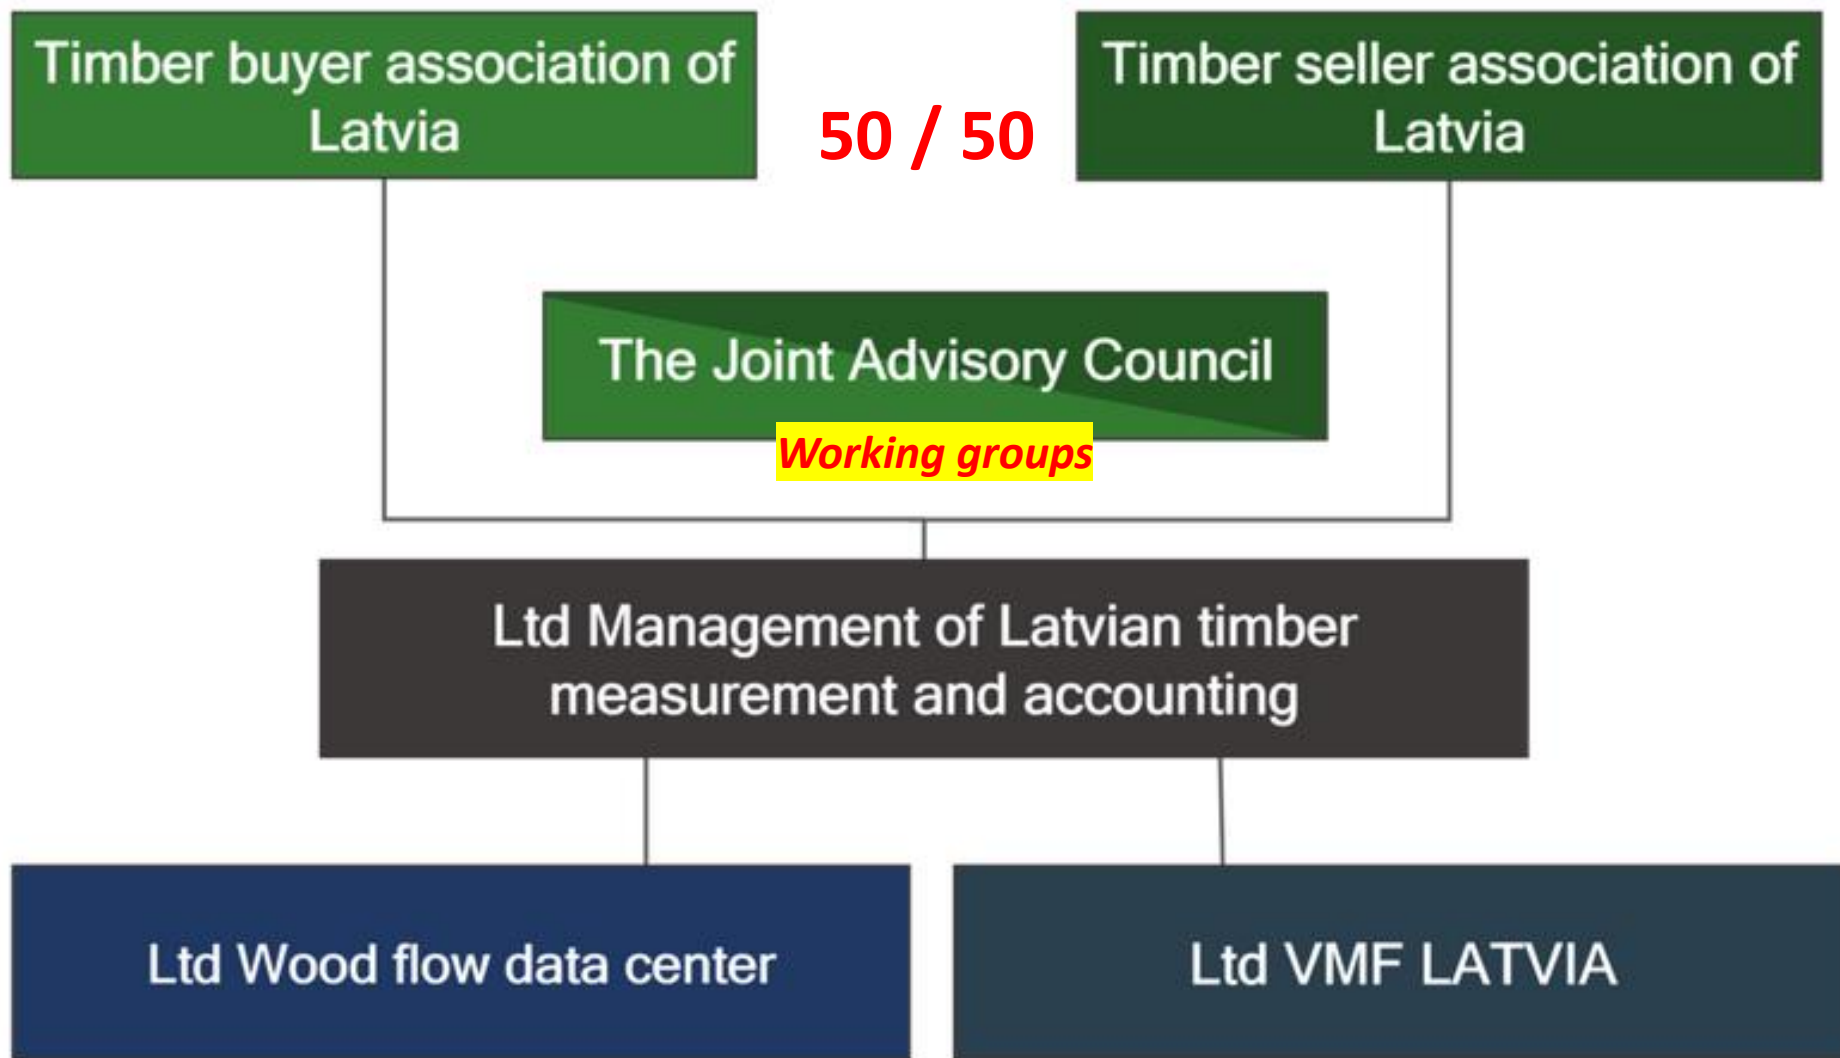 Timber buyer association of
Latvia
50 / 50
Timber seller association of
Latvia
The Joint Advisory Council
Working groups
Ltd Management of Latvian timber
measurement and accounting
Ltd Wood flow data center
Ltd VMF LATVIA